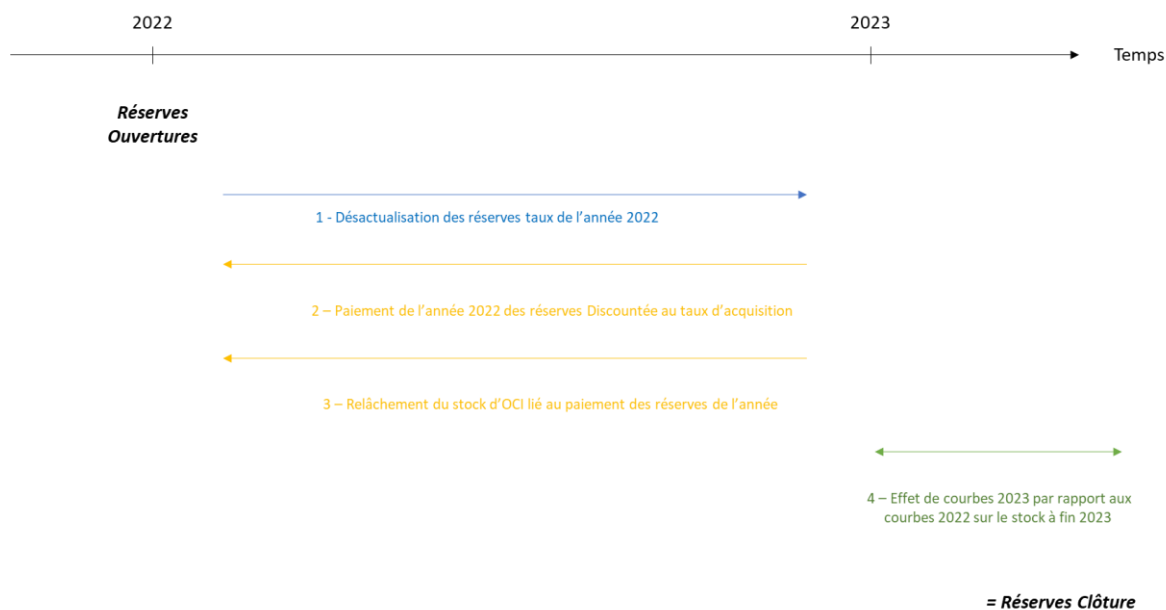 2022
2023
Temps
Réserves
Ouvertures
1 - Désactualisation des réserves taux de l’année 2022
2 – Paiement de l’année 2022 des réserves Discountée au taux d’acquisition
3 – Relâchement du stock d’OCI lié au paiement des réserves de l’année
4 – Effet de courbes 2023 par rapport aux
courbes 2022 sur le stock à fin 2023
= Réserves Clôture